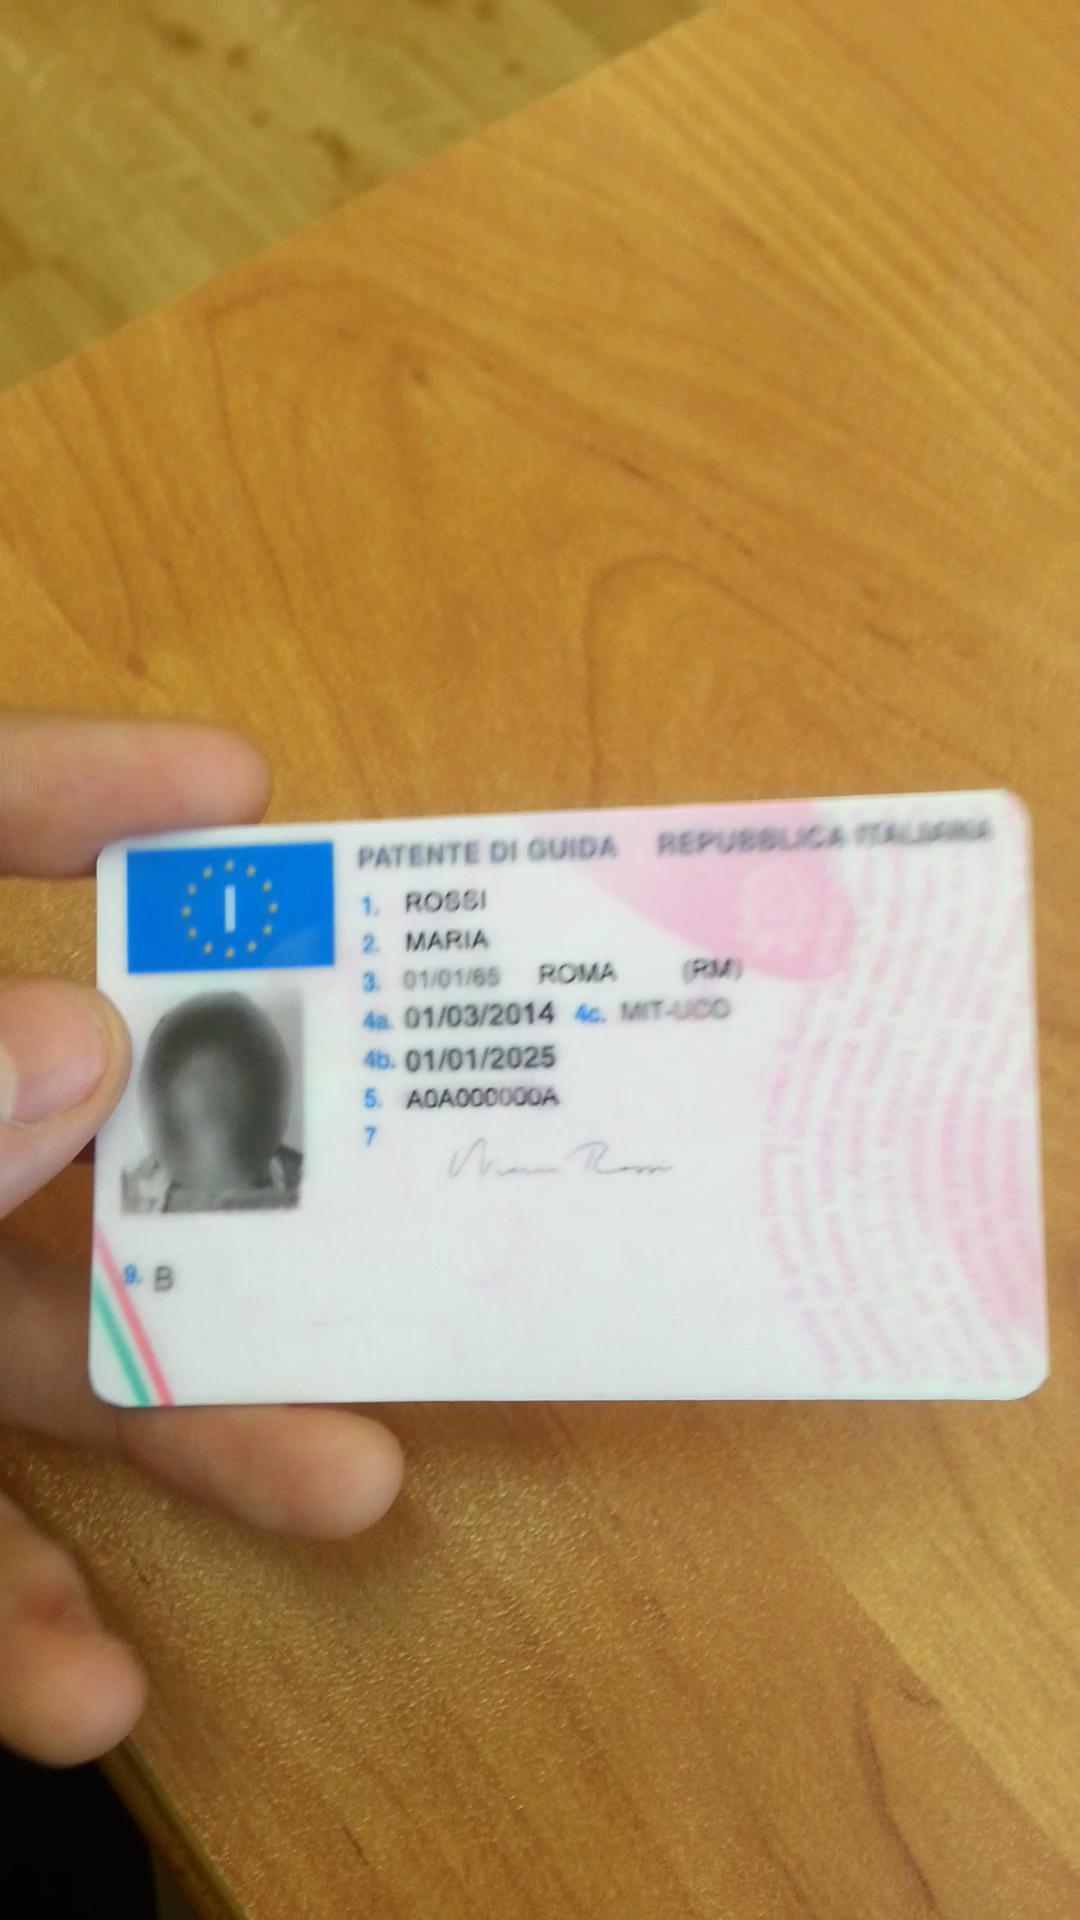 I
PATENTE DI GUIDA REPUBBLICA ITALIANA
1. ROSSI
2. MARIA
3. 01/01/65 ROMA (RM)
4a. 01/03/2014 4c. MIT-UCO
4b. 01/01/2025
5. A0A000000A
7
Maria Rossi
9. B